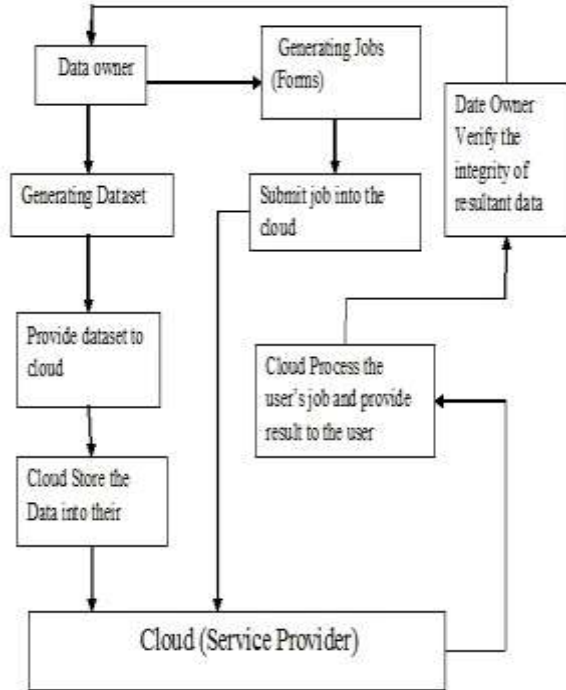 Data owner
Generating Jobs
(Forms)
Date Owner
Verify the
integrity of
resultant data
Generating Dataset
Submit job into the
cloud
Provide dataset to
cloud
Cloud Process the
user's job and provide
result to the user
Cloud Store the
Data into their
Cloud (Service Provider)